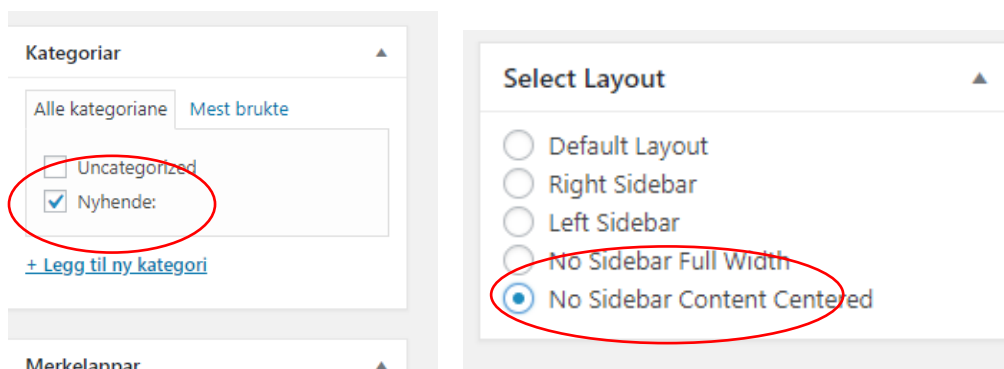 Kategoriar
Alle kategoriane Mest brukte
Uncategorized
Nyhende:
+ Legg til ny kategori
Merkelappar
Select Layout
Default Layout
Right Sidebar
Left Sidebar
No Sidebar Full Width
No Sidebar Content Centered